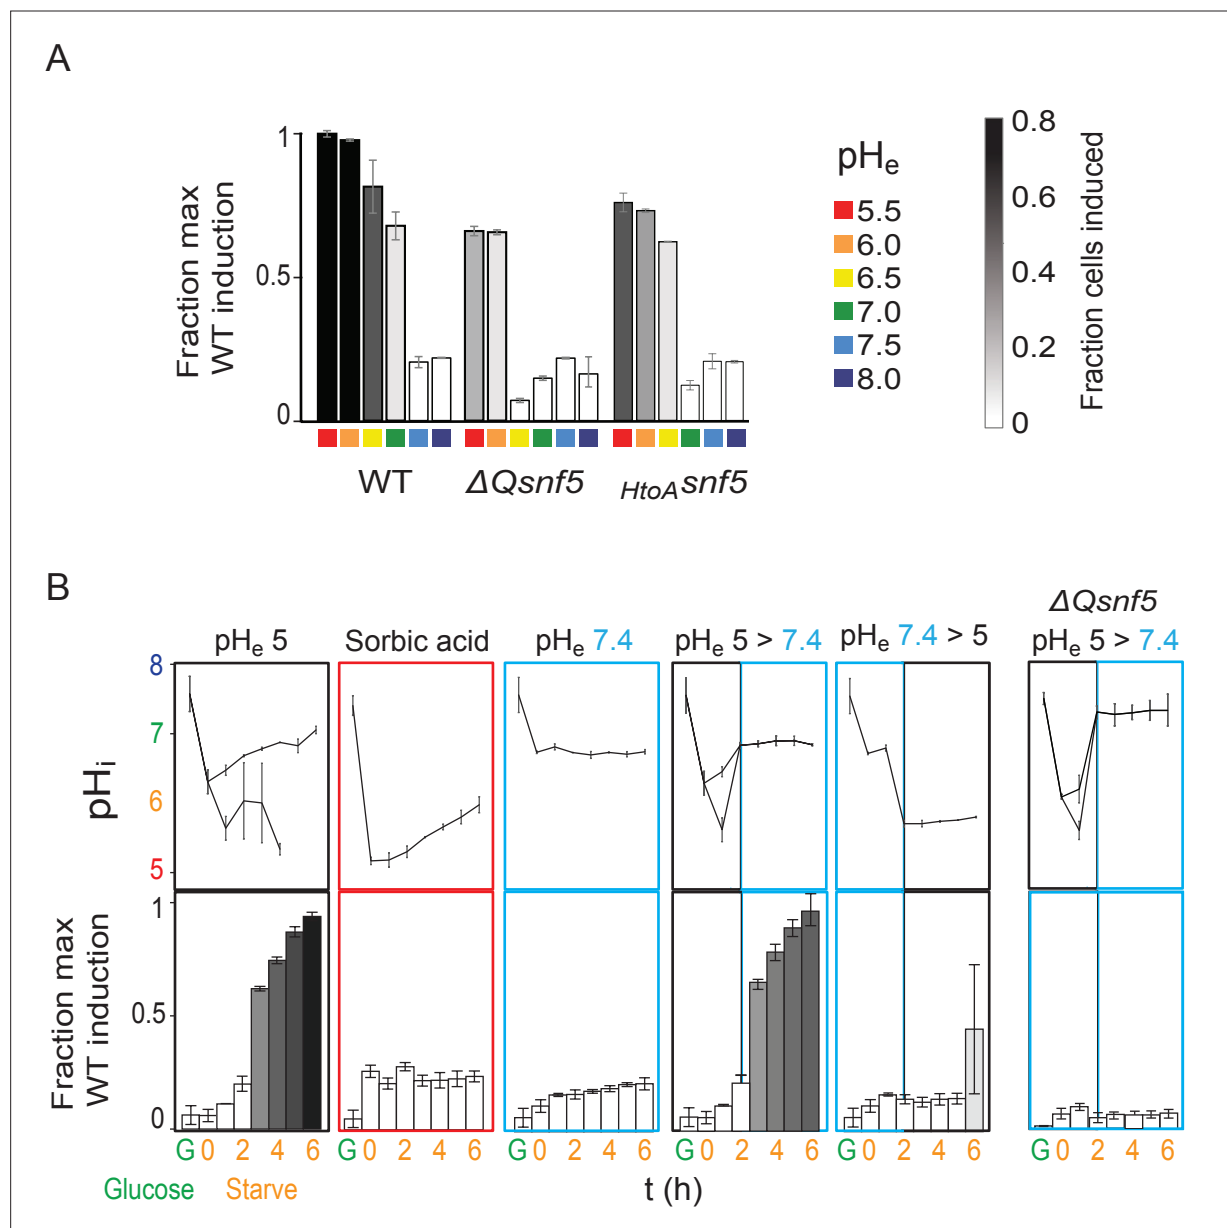 A
Fraction max
WT induction
1
0.5
0
WT
ΔQsnf5
HtoAsnf5
pHe
5.5
6.0
6.5
7.0
7.5
8.0
0.8
0.6
0.4
0.2
0
Fraction cells induced
B
ΔQsnf5
pHe 5
Sorbic acid
pHe 7.4
pHe 5 > 7.4
pHe 7.4 > 5
pHe 5 > 7.4
pHi
8
7
6
5
Fraction max
WT induction
1
0.5
0
G 0 2 4 6
G 0 2 4 6
G 0 2 4 6
G 0 2 4 6
G 0 2 4 6
G 0 2 4 6
Glucose Starve
t (h)